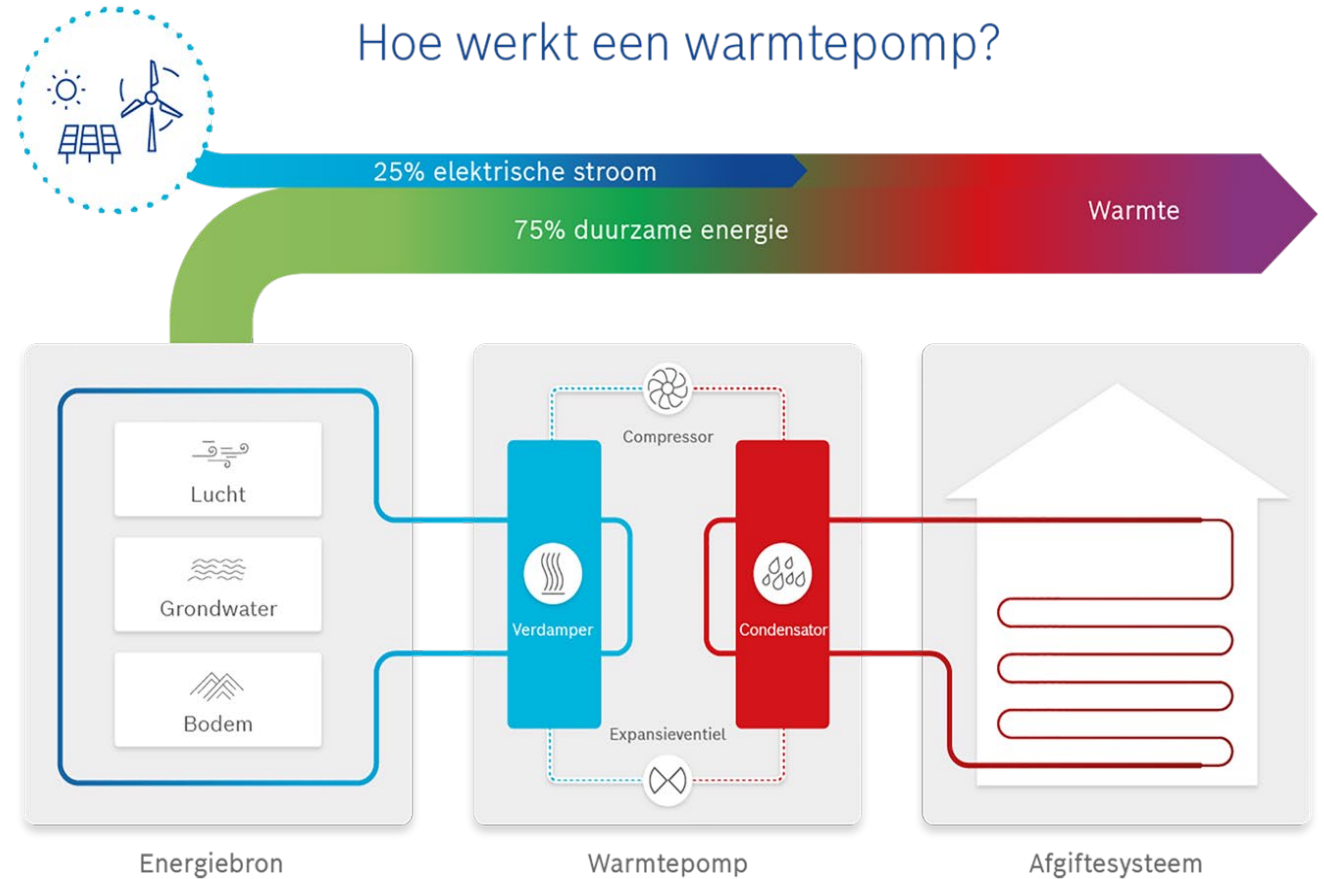 Hoe werkt een warmtepomp?
25% elektrische stroom
75% duurzame energie
Warmte
Lucht
Grondwater
Bodem
Compressor
Verdamper
Condensator
Expansieventiel
Energiebron
Warmtepomp
Afgiftesysteem